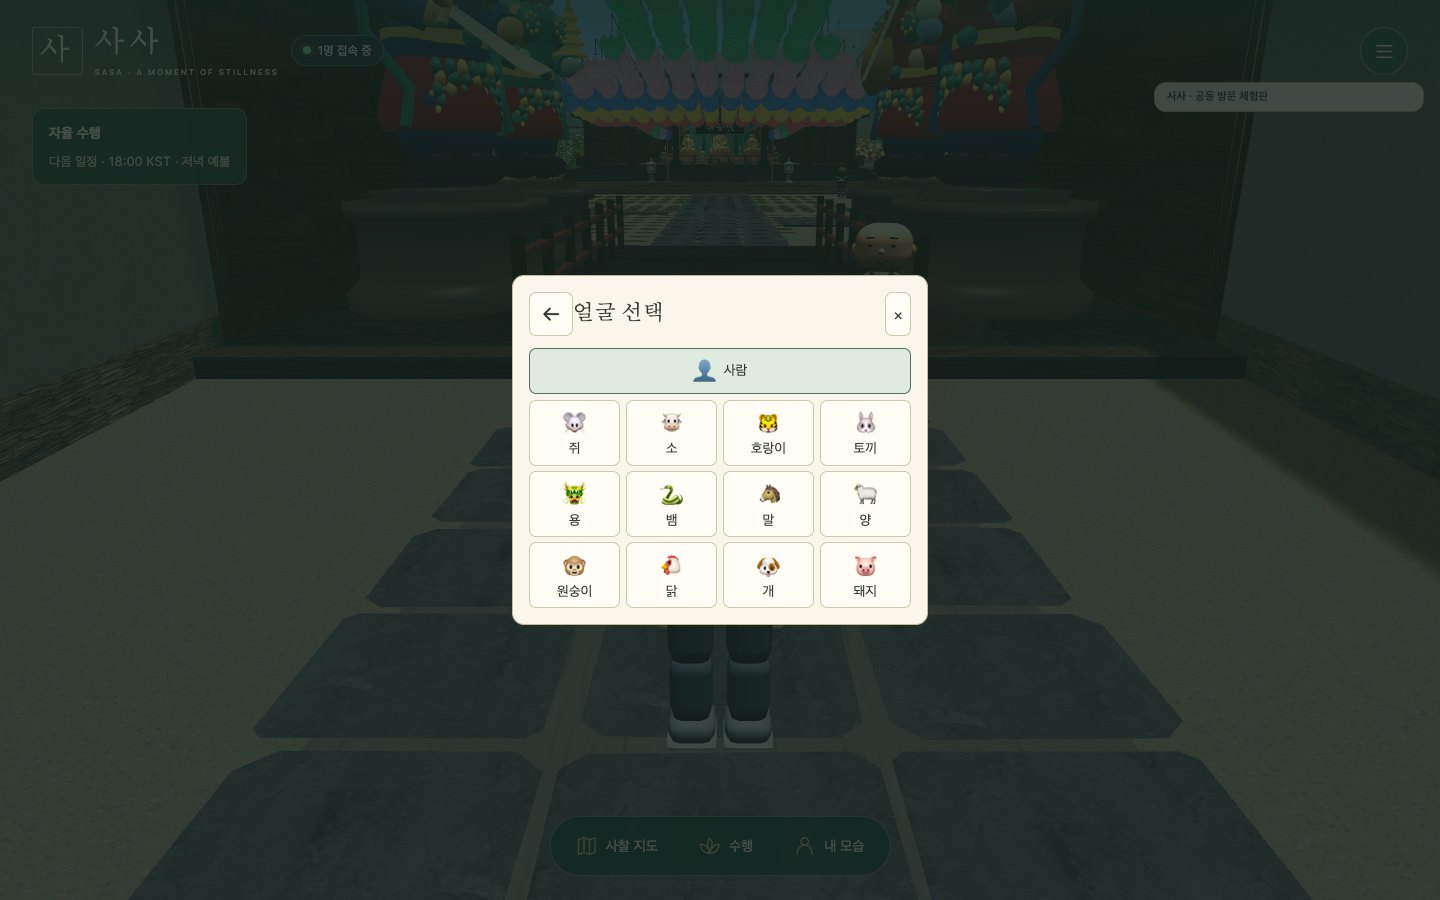 사
사사
SASA · A MOMENT OF STILLNESS
1명 접속 중
사사 · 공동 방문 체험판
자율 수행
다음 일정 · 18:00 KST · 저녁 예불
얼굴 선택
×
사람
쥐
소
호랑이
토끼
용
뱀
말
양
원숭이
닭
개
돼지
사찰 지도
수행
내 모습